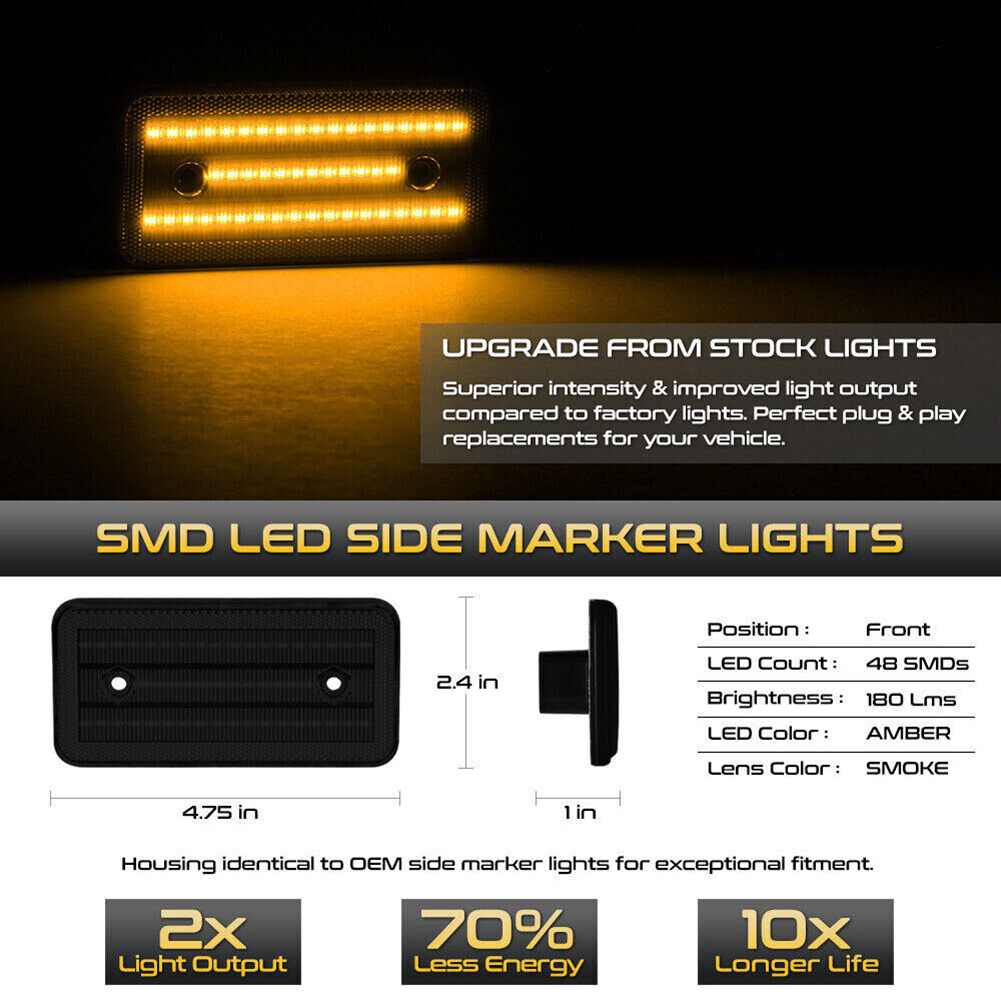 UPGRADE FROM STOCK LIGHTS
Superior intensity & improved light output
compared to factory lights. Perfect plug & play
replacements for your vehicle.
SMD LED SIDE MARKER LIGHTS
2.4 in
4.75 in
1 in
Position : Front
LED Count : 48 SMDs
Brightness : 180 Lms
LED Color : AMBER
Lens Color : SMOKE
Housing identical to OEM side marker lights for exceptional fitment.
2x
Light Output
70%
Less Energy
10x
Longer Life